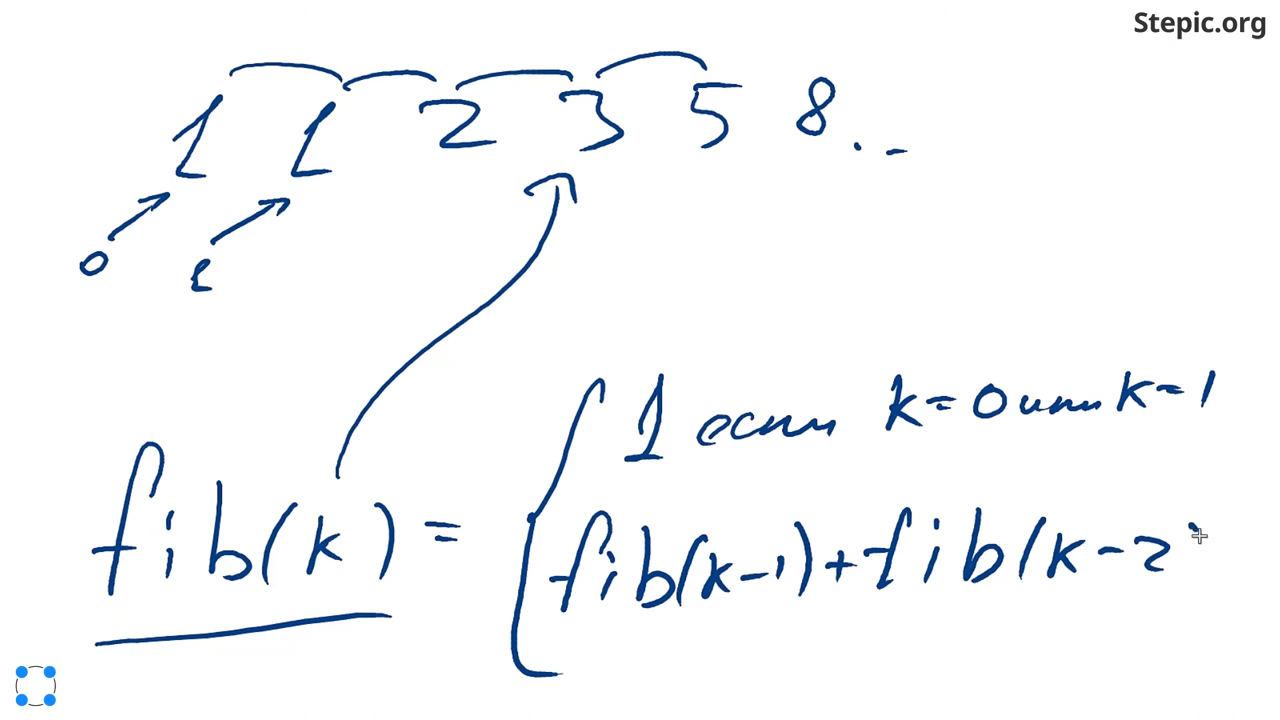 Stepic.org
1 1 2 3 5 8..
0 1
1 если k=0 или k=1
fib(k) = fib(k-1)+fib(k-2